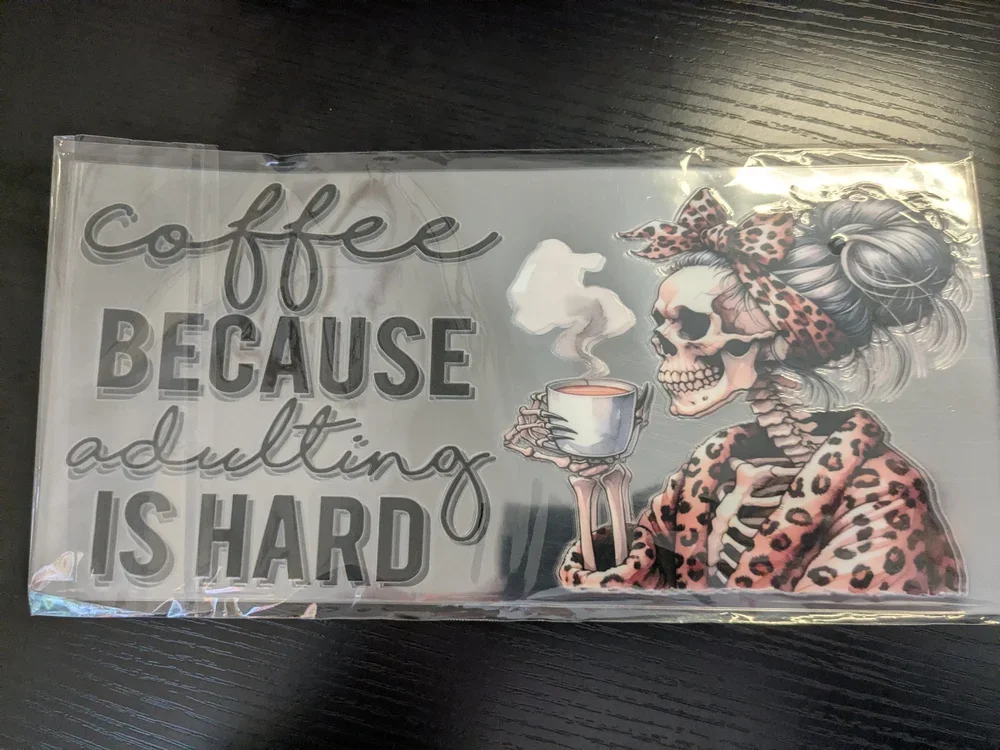 coffee
BECAUSE
adulting
IS HARD